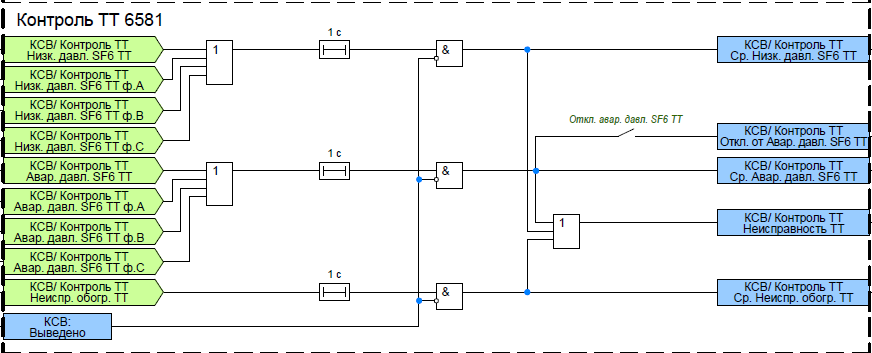 Контроль ТТ 6581
КСВ/ Контроль ТТ
Низк. давл. SF6 ТТ
КСВ/ Контроль ТТ
Низк. давл. SF6 ТТ ф.А
КСВ/ Контроль ТТ
Низк. давл. SF6 ТТ ф.В
КСВ/ Контроль ТТ
Низк. давл. SF6 ТТ ф.С
КСВ/ Контроль ТТ
Авар. давл. SF6 ТТ
КСВ/ Контроль ТТ
Авар. давл. SF6 ТТ ф.А
КСВ/ Контроль ТТ
Авар. давл. SF6 ТТ ф.В
КСВ/ Контроль ТТ
Авар. давл. SF6 ТТ ф.С
КСВ/ Контроль ТТ
Неиспр. обогр. ТТ
КСВ:
Выведено
1
1
1 с
1 с
1 с
&
&
&
Откл. авар. давл. SF6 ТТ
1
КСВ/ Контроль ТТ
Ср. Низк. давл. SF6 ТТ
КСВ/ Контроль ТТ
Откл. от Авар. давл. SF6 ТТ
КСВ/ Контроль ТТ
Ср. Авар. давл. SF6 ТТ
КСВ/ Контроль ТТ
Неисправность ТТ
КСВ/ Контроль ТТ
Ср. Неиспр. обогр. ТТ